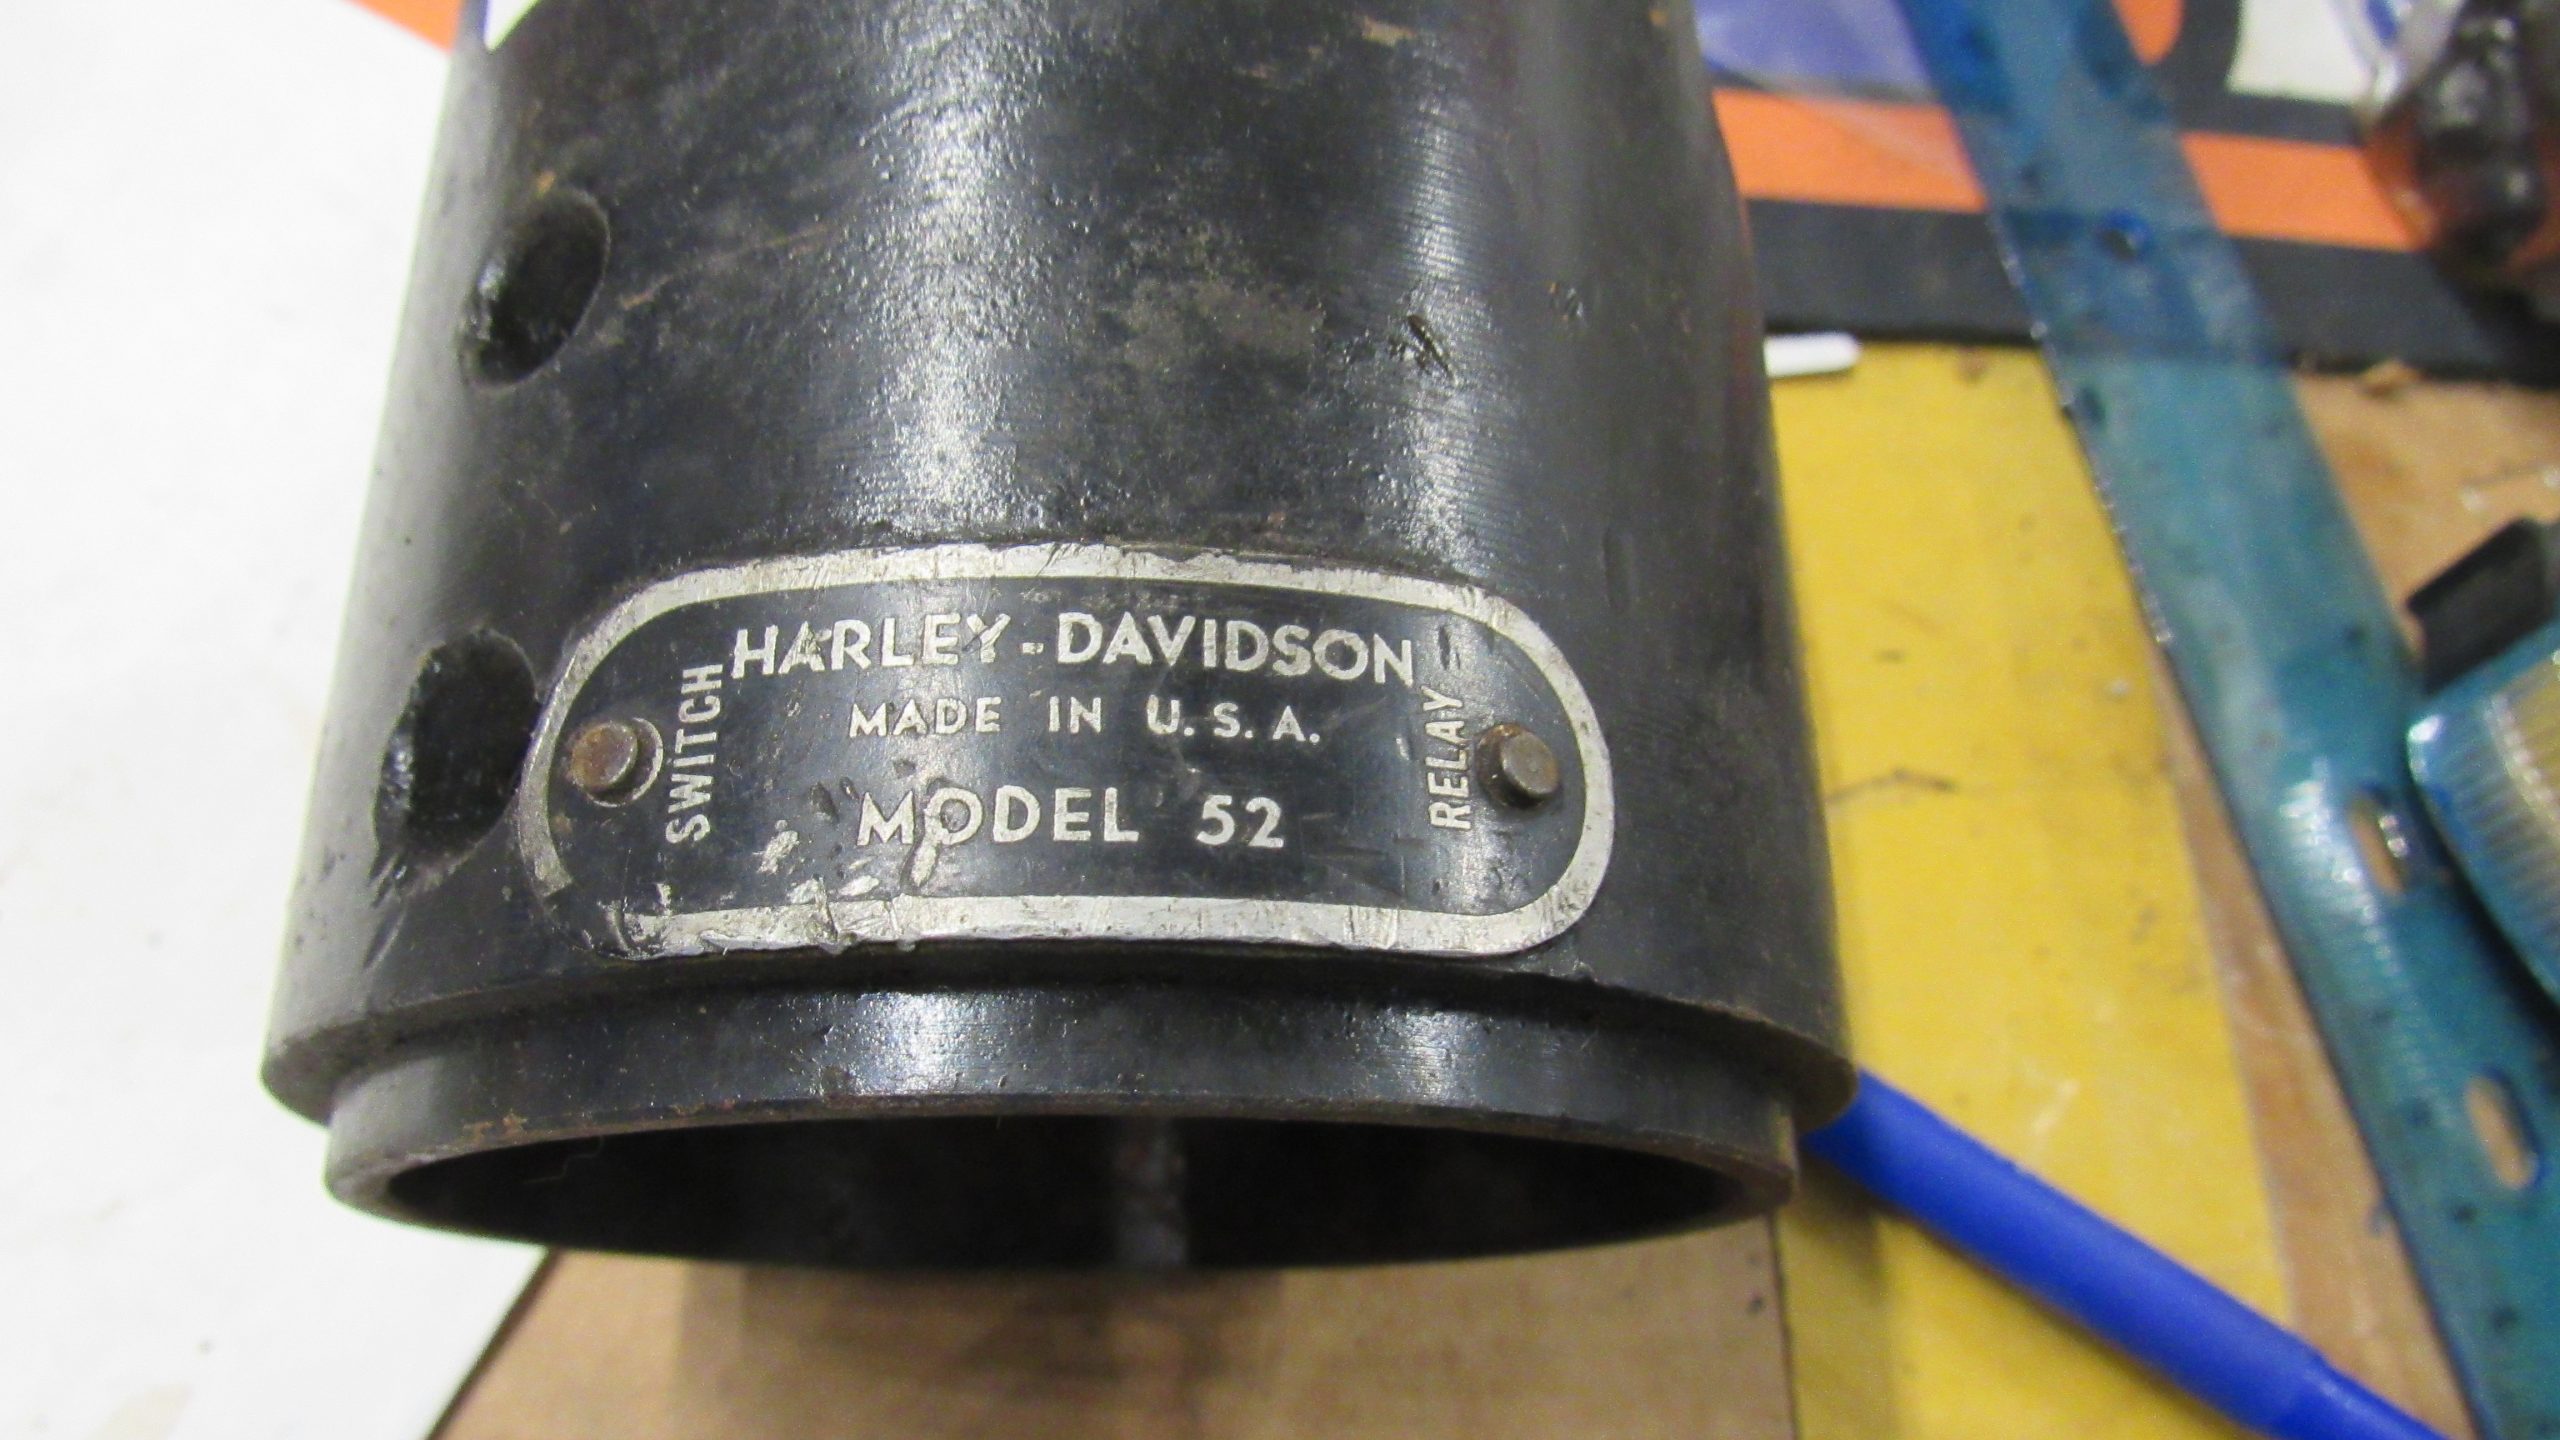 HARLEY-DAVIDSON
MADE IN U.S.A.
MODEL 52
SWITCH
RELAY